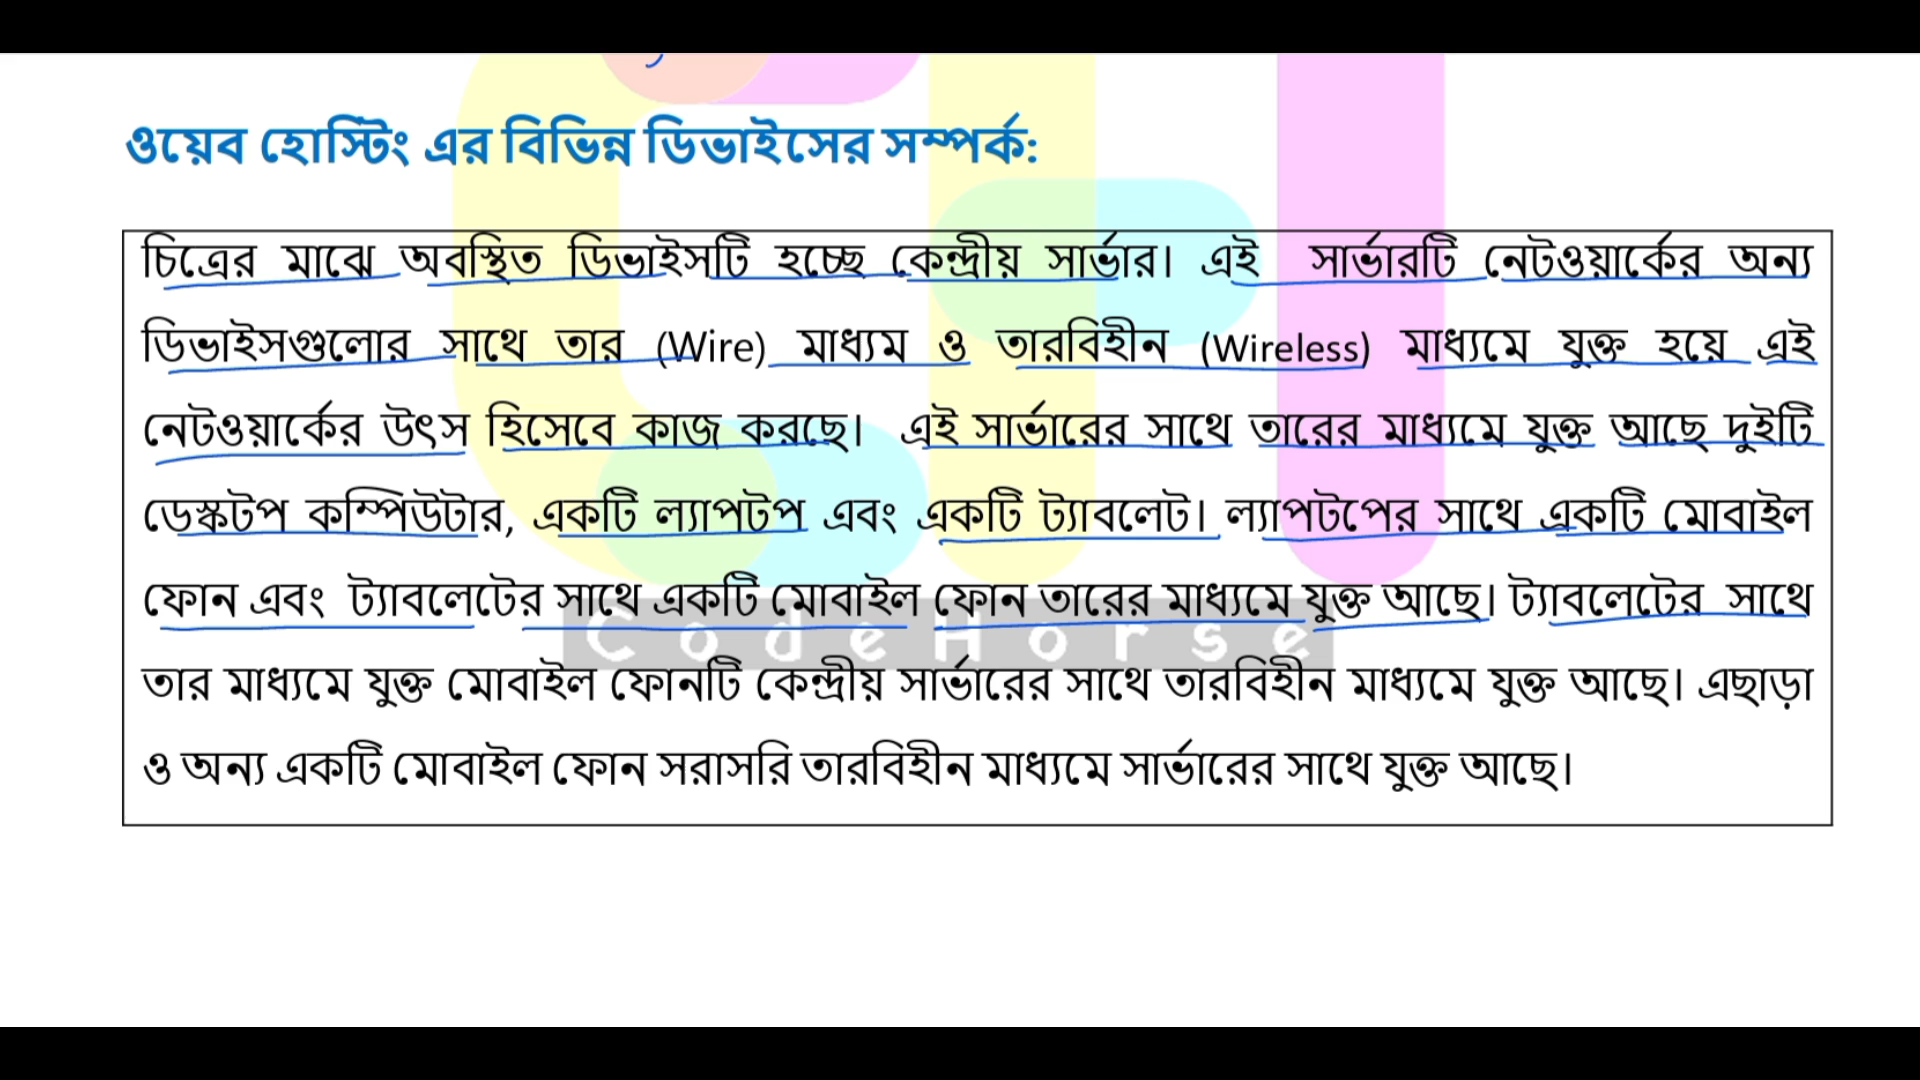 ওয়েব হোস্টিং এর বিভিন্ন ডিভাইসের সম্পর্ক:
চিত্রের মাঝে অবস্থিত ডিভাইসটি হচ্ছে কেন্দ্রীয় সার্ভার। এই সার্ভারটি নেটওয়ার্কের অন্য
ডিভাইসগুলোর সাথে তার (Wire) মাধ্যম ও তারবিহীন (Wireless) মাধ্যমে যুক্ত হয়ে এই
নেটওয়ার্কের উৎস হিসেবে কাজ করছে। এই সার্ভারের সাথে তারের মাধ্যমে যুক্ত আছে দুইটি
ডেস্কটপ কম্পিউটার, একটি ল্যাপটপ এবং একটি ট্যাবলেট। ল্যাপটপের সাথে একটি মোবাইল
ফোন এবং ট্যাবলেটের সাথে একটি মোবাইল ফোন তারের মাধ্যমে যুক্ত আছে। ট্যাবলেটের সাথে
তার মাধ্যমে যুক্ত মোবাইল ফোনটি কেন্দ্রীয় সার্ভারের সাথে তারবিহীন মাধ্যমে যুক্ত আছে। এছাড়া
ও অন্য একটি মোবাইল ফোন সরাসরি তারবিহীন মাধ্যমে সার্ভারের সাথে যুক্ত আছে।
CodeHorse